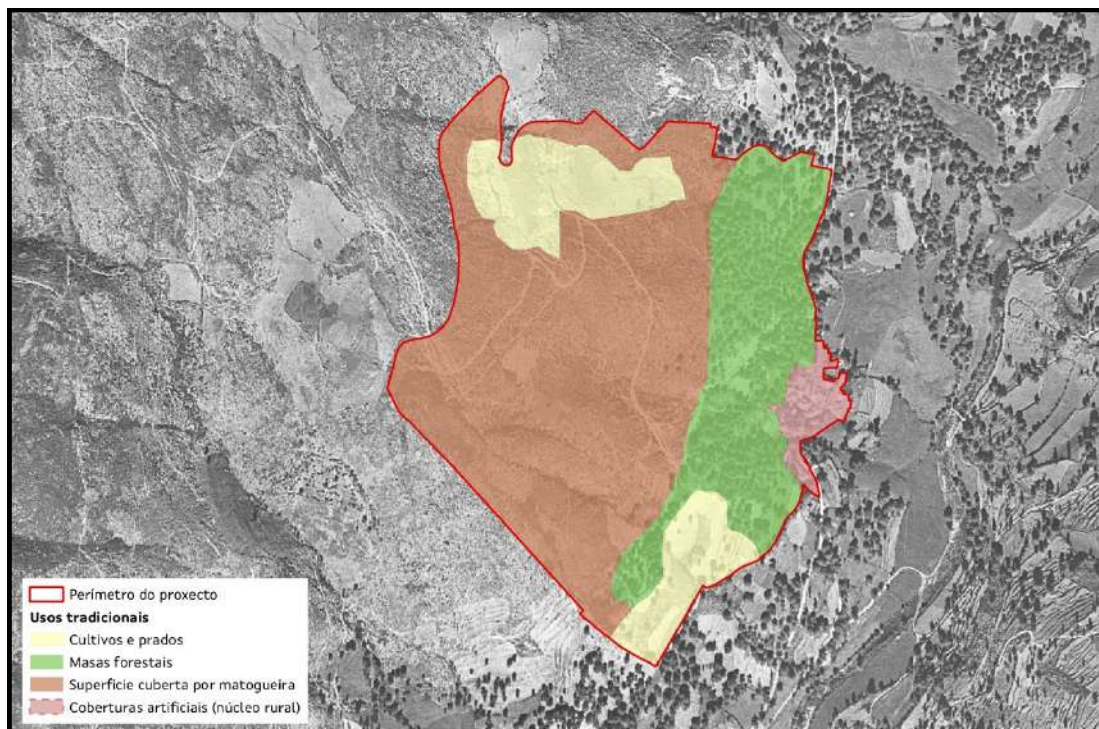 Perímetro do proxecto
Usos tradicionais
Cultivos e prados
Masas forestais
Superficie cuberta por matogueira
Coberturas artificiais (núcleo rural)